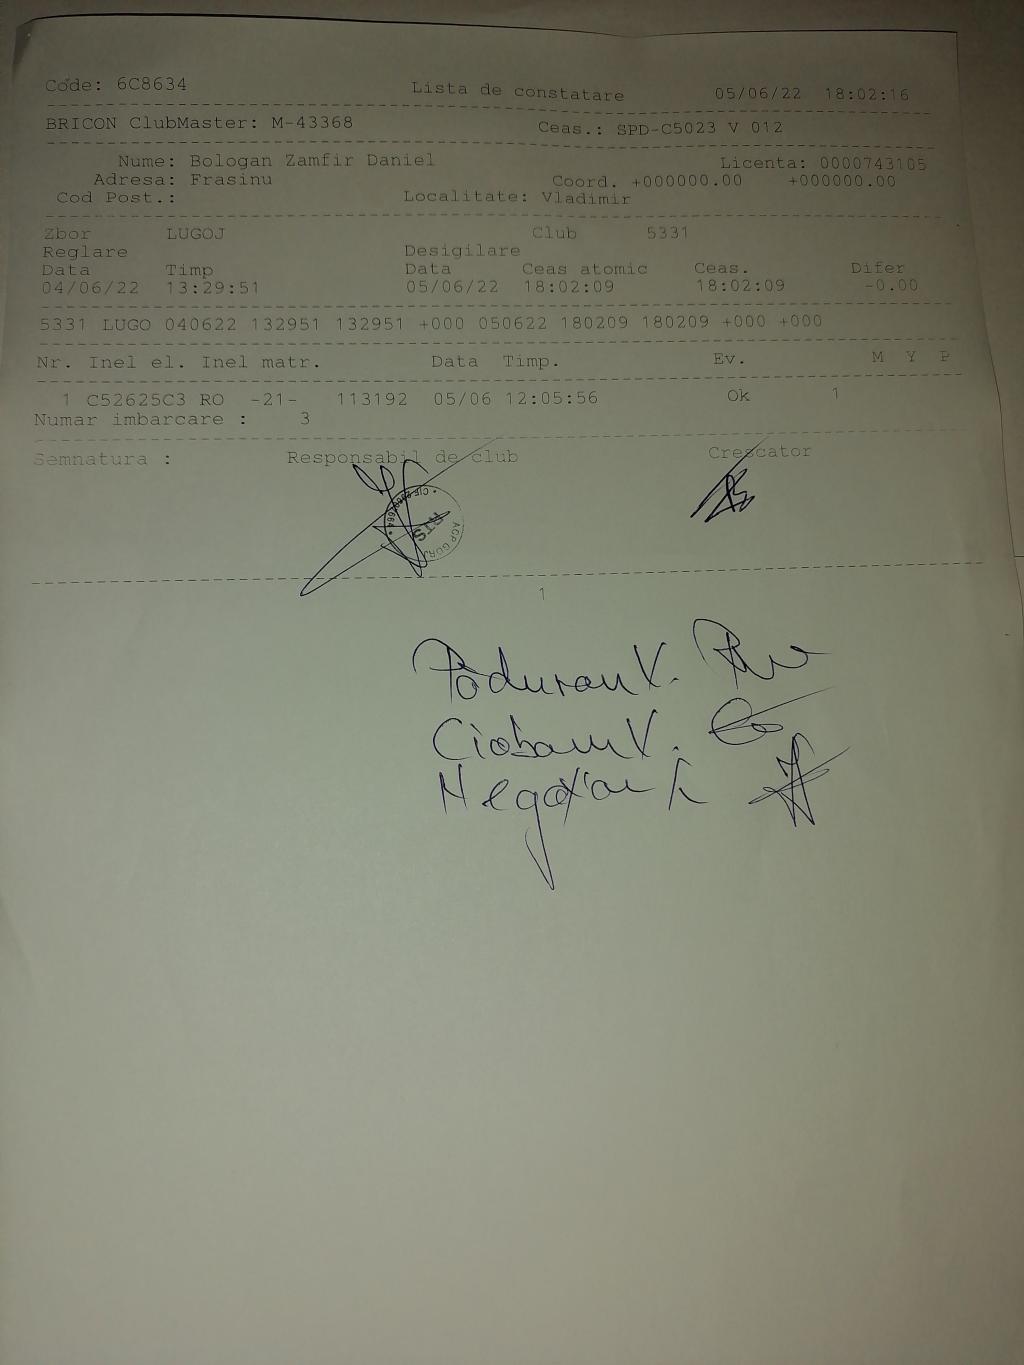 Code: 6C8634 Lista de constatare 05/06/22 18:02:16
BRICON ClubMaster: M-43368 Ceas.: SPD-C5023 V 012
Nume: Bologan Zamfir Daniel Licenta: 0000743105
Adresa: Frasinu Coord. +000000.00 +000000.00
Cod Post.: Localitate: Vladimir
Zbor LUGOJ Club 5331
Reglare Desigilare
Data Timp Data Ceas atomic Ceas. Difer
04/06/22 13:29:51 05/06/22 18:02:09 18:02:09 -0.00
5331 LUGO 040622 132951 132951 +000 050622 180209 180209 +000 +000
Nr. Inel el. Inel matr. Data Timp. Ev. M Y P
1 C52625C3 RO -21- 113192 05/06 12:05:56 Ok 1
Numar imbarcare : 3
Semnatura : Responsabil de club Crescator
AGP GORJ
1
Păduran V.
Cioban V.